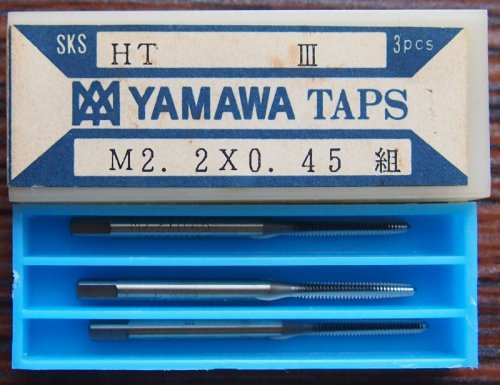 SKS HT III 3pcs
YAMAWA TAPS
M2. 2X0. 45 組